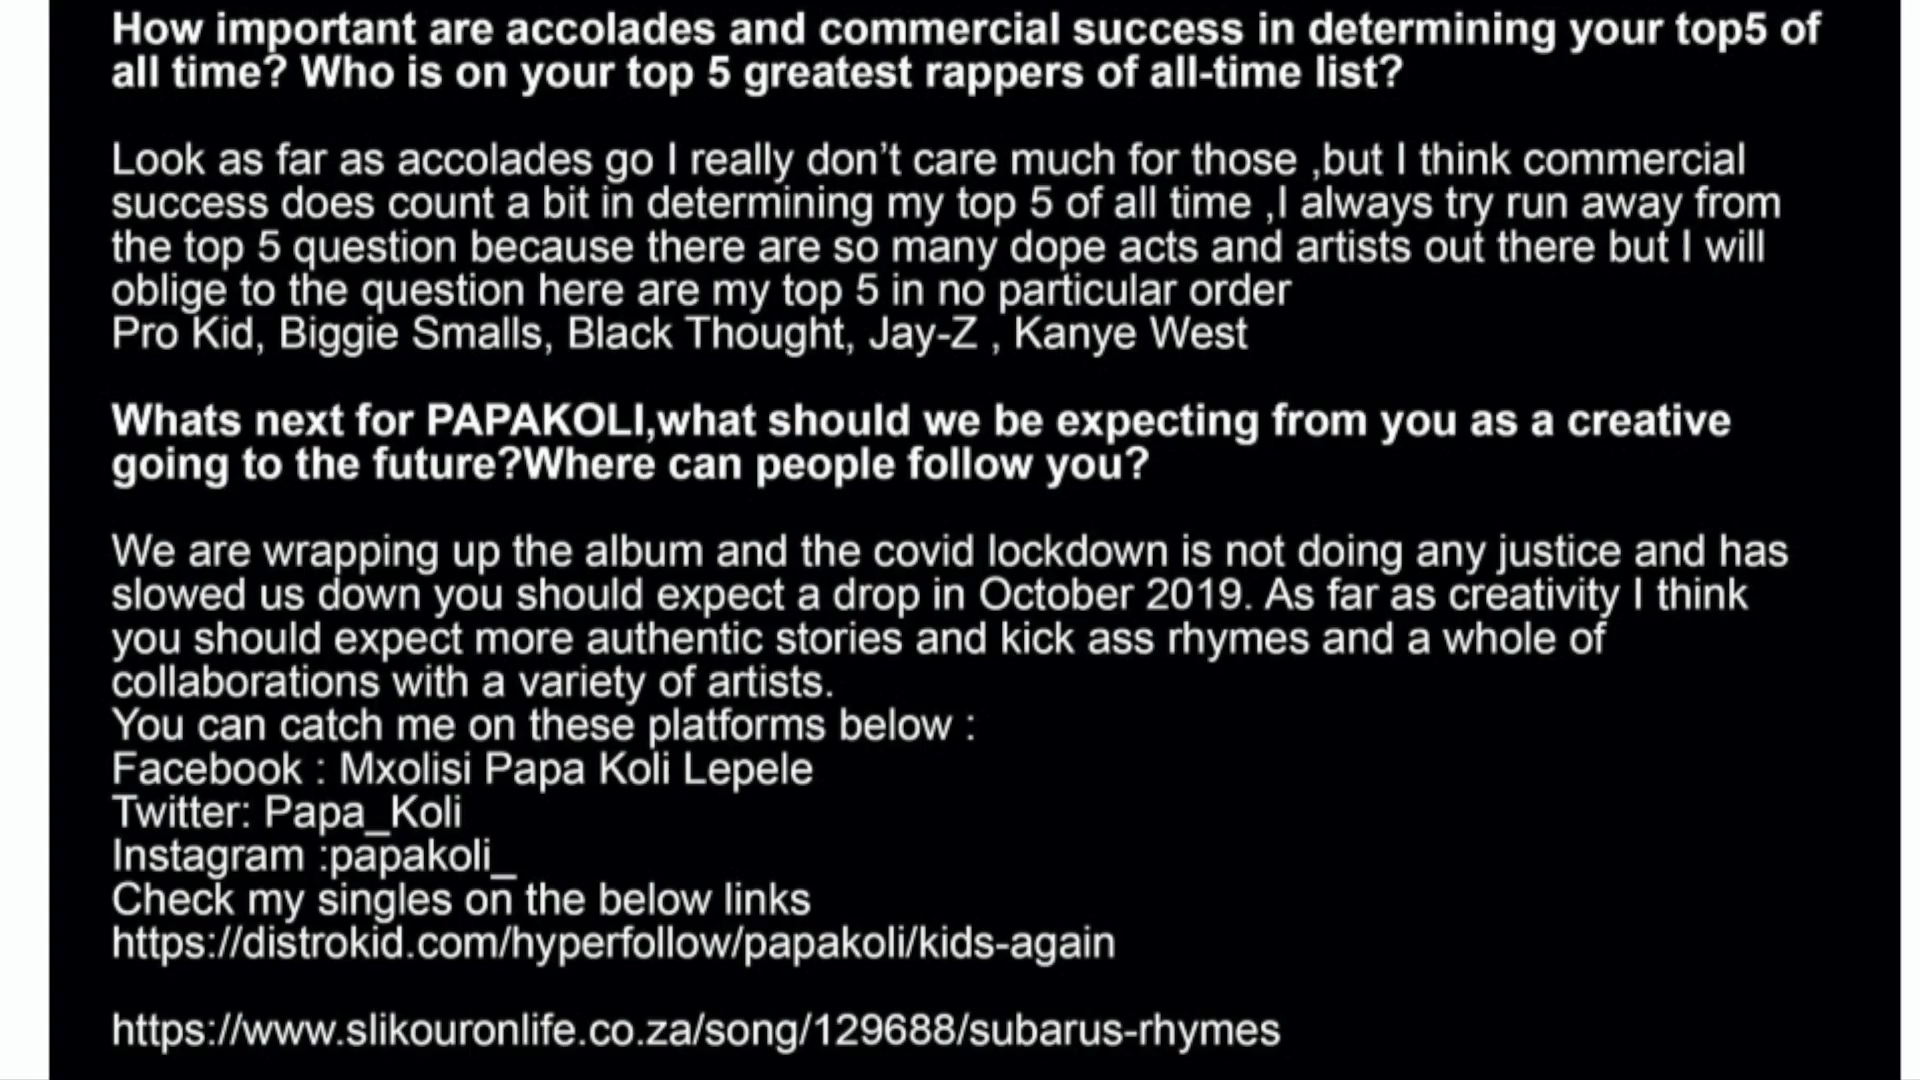 How important are accolades and commercial success in determining your top5 of
all time? Who is on your top 5 greatest rappers of all-time list?
Look as far as accolades go I really don’t care much for those ,but I think commercial
success does count a bit in determining my top 5 of all time ,I always try run away from
the top 5 question because there are so many dope acts and artists out there but I will
oblige to the question here are my top 5 in no particular order
Pro Kid, Biggie Smalls, Black Thought, Jay-Z , Kanye West
Whats next for PAPAKOLI,what should we be expecting from you as a creative
going to the future?Where can people follow you?
We are wrapping up the album and the covid lockdown is not doing any justice and has
slowed us down you should expect a drop in October 2019. As far as creativity I think
you should expect more authentic stories and kick ass rhymes and a whole of
collaborations with a variety of artists.
You can catch me on these platforms below :
Facebook : Mxolisi Papa Koli Lepele
Twitter: Papa_Koli
Instagram :papakoli_
Check my singles on the below links
https://distrokid.com/hyperfollow/papakoli/kids-again
https://www.slikouronlife.co.za/song/129688/subarus-rhymes